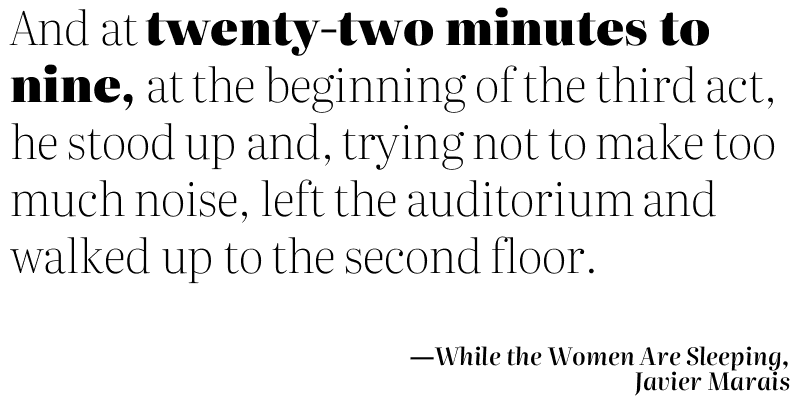 And at twenty-two minutes to
nine, at the beginning of the third act,
he stood up and, trying not to make too
much noise, left the auditorium and
walked up to the second floor.
—While the Women Are Sleeping,
Javier Marais